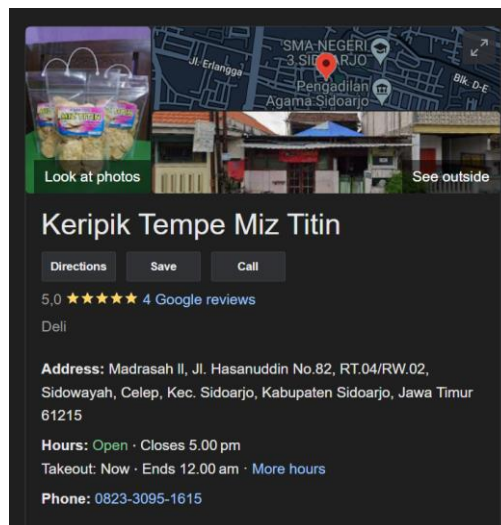 Jl. Erlangga
SMA NEGERI
3 SIDOARJO
Pengadilan
Agama Sidoarjo
Blk. D-E
Look at photos
See outside
Keripik Tempe Miz Titin
Directions Save Call
5,0 4 Google reviews
Deli
Address: Madrasah II, Jl. Hasanuddin No.82, RT.04/RW.02,
Sidowayah, Celep, Kec. Sidoarjo, Kabupaten Sidoarjo, Jawa Timur
61215
Hours: Open · Closes 5.00 pm
Takeout: Now · Ends 12.00 am · More hours
Phone: 0823-3095-1615